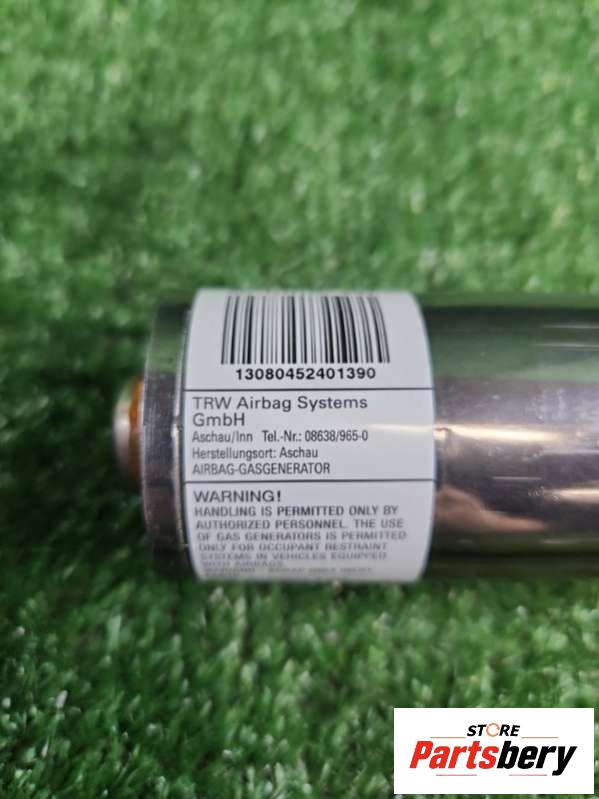 13080452401390
TRW Airbag Systems
GmbH
Aschau/Inn Tel.-Nr.: 08638/965-0
Herstellungsort: Aschau
AIRBAG-GASGENERATOR
WARNING!
HANDLING IS PERMITTED ONLY BY
AUTHORIZED PERSONNEL. THE USE
OF GAS GENERATORS IS PERMITTED
ONLY FOR OCCUPANT RESTRAINT
SYSTEMS IN VEHICLES EQUIPPED
WITH AIRBAGS.
STORE
Partsbery